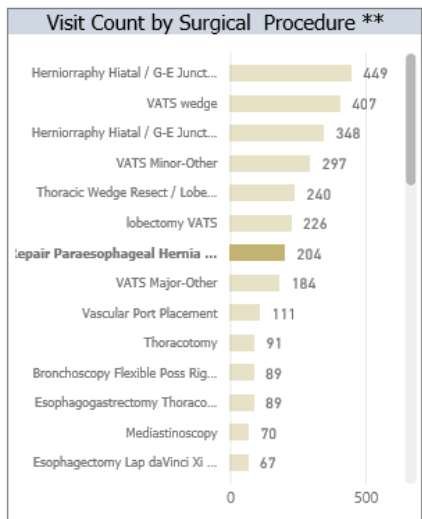 Visit Count by Surgical Procedure **
Herniorraphy Hiatal / G-E Junct... 449
VATS wedge 407
Herniorraphy Hiatal / G-E Junct... 348
VATS Minor-Other 297
Thoracic Wedge Resect / Lobe... 240
lobectomy VATS 226
epair Paraesophageal Hernia ... 204
VATS Major-Other 184
Vascular Port Placement 111
Thoracotomy 91
Bronchoscopy Flexible Poss Rig... 89
Esophagogastrectomy Thoraco... 89
Mediastinoscopy 70
Esophagectomy Lap daVinci Xi ... 67
0 500